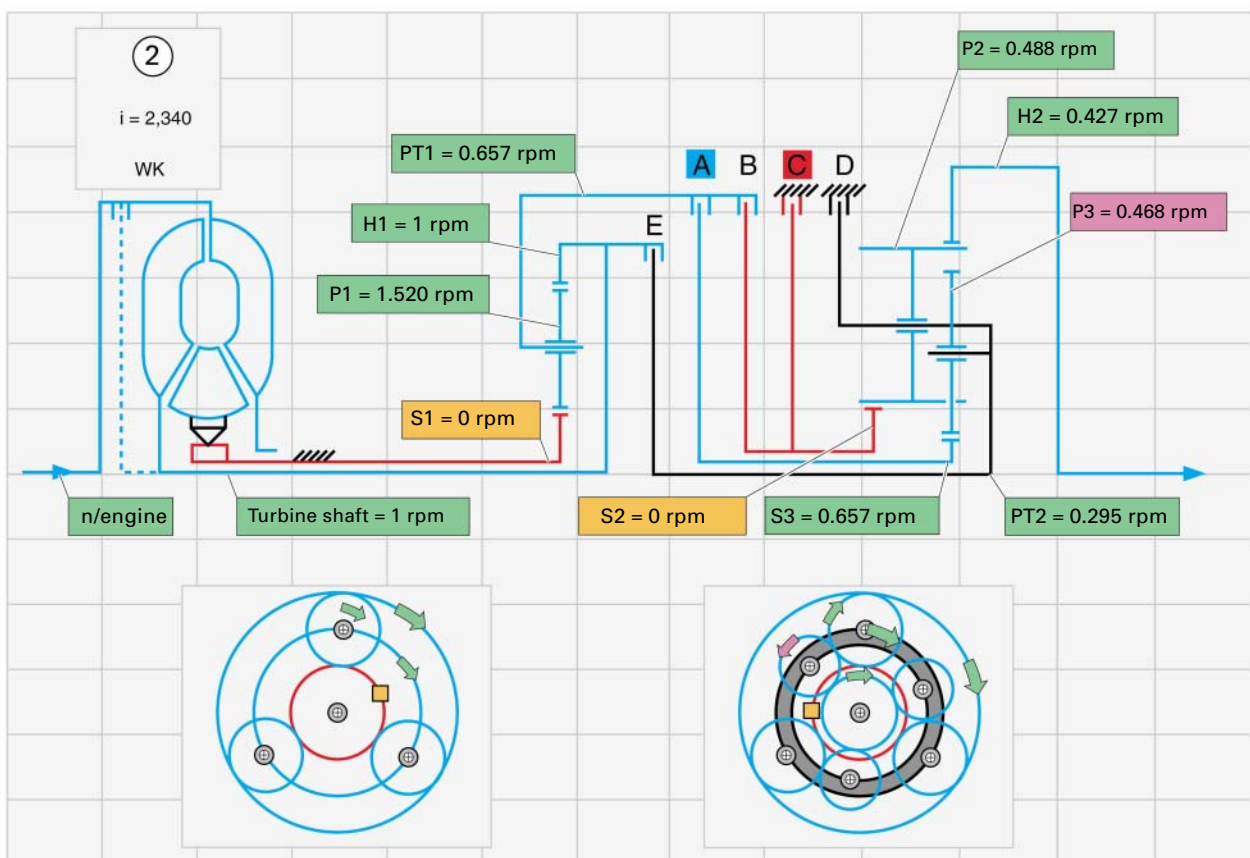 2
i = 2,340
WK
P2 = 0.488 rpm
H2 = 0.427 rpm
PT1 = 0.657 rpm
A B C D
P3 = 0.468 rpm
H1 = 1 rpm
E
P1 = 1.520 rpm
S1 = 0 rpm
n/engine
Turbine shaft = 1 rpm
S2 = 0 rpm
S3 = 0.657 rpm
PT2 = 0.295 rpm